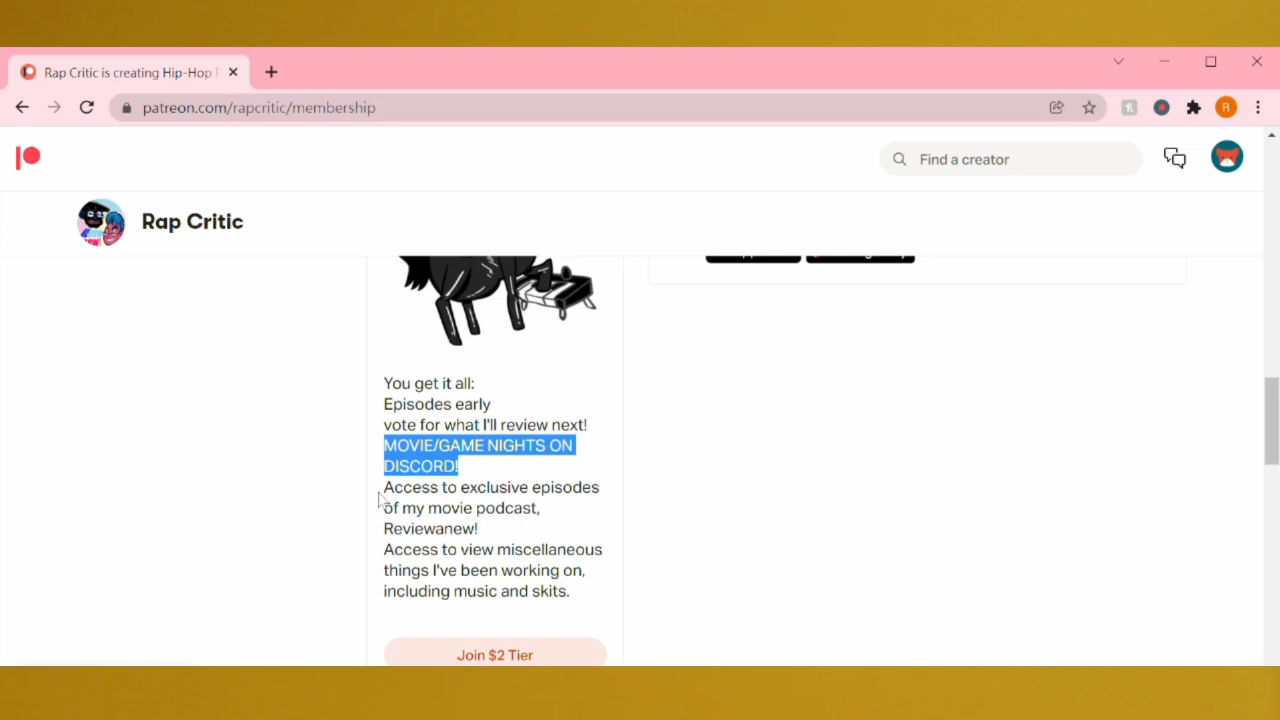 Rap Critic is creating Hip-Hop
patreon.com/rapcritic/membership
R
Find a creator
Rap Critic
You get it all:
Episodes early
vote for what I'll review next!
MOVIE/GAME NIGHTS ON
DISCORD!
Access to exclusive episodes
of my movie podcast,
Reviewanew!
Access to view miscellaneous
things I've been working on,
including music and skits.
Join $2 Tier